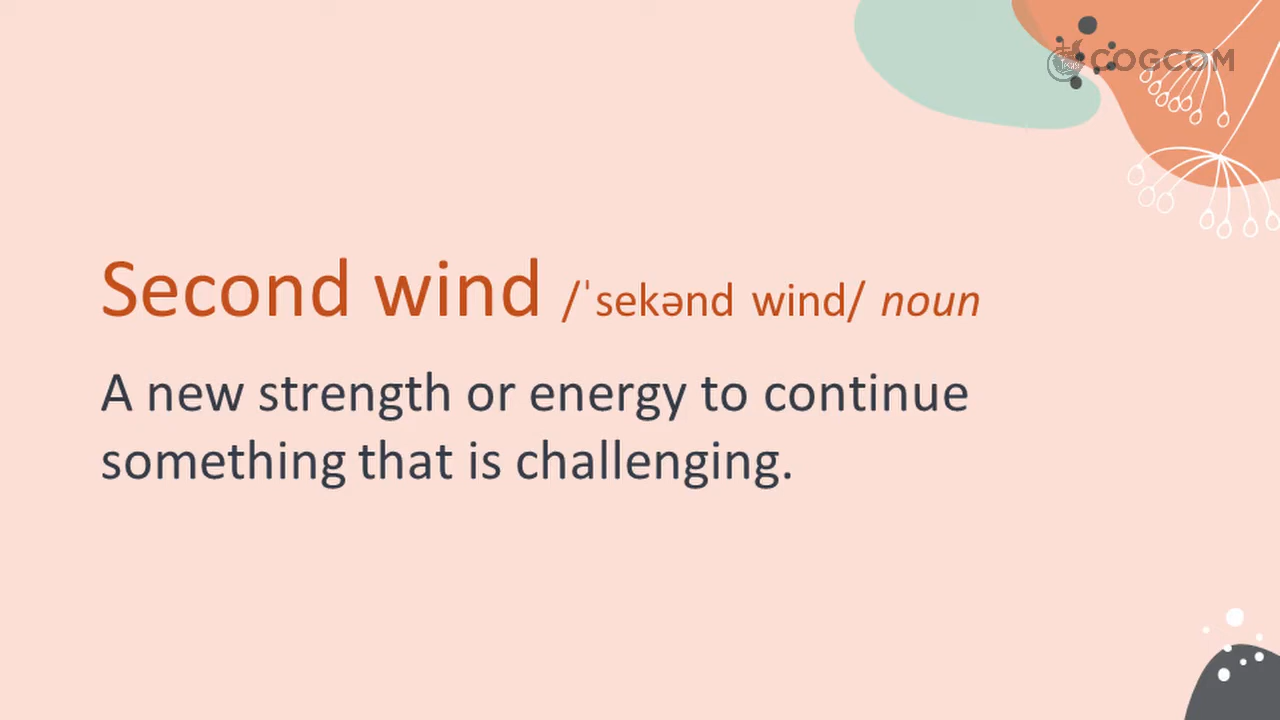 COGCOM
Second wind /ˈsekənd wind/ noun
A new strength or energy to continue
something that is challenging.